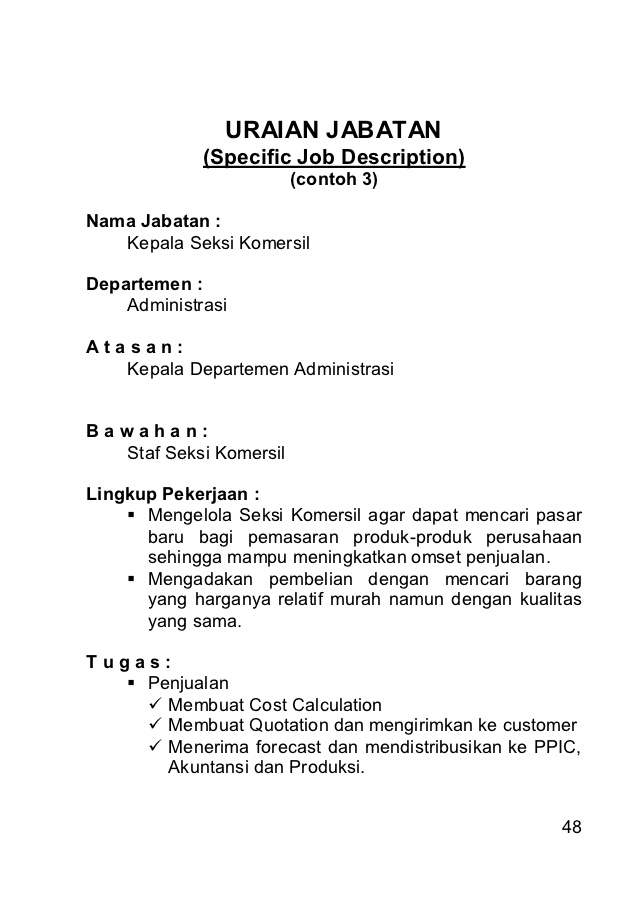 URAIAN JABATAN
(Specific Job Description)
(contoh 3)
Nama Jabatan :
Kepala Seksi Komersil
Departemen :
Administrasi
A t a s a n :
Kepala Departemen Administrasi
B a w a h a n :
Staf Seksi Komersil
Lingkup Pekerjaan :
▪ Mengelola Seksi Komersil agar dapat mencari pasar
baru bagi pemasaran produk-produk perusahaan
sehingga mampu meningkatkan omset penjualan.
▪ Mengadakan pembelian dengan mencari barang
yang harganya relatif murah namun dengan kualitas
yang sama.
T u g a s :
▪ Penjualan
✓ Membuat Cost Calculation
✓ Membuat Quotation dan mengirimkan ke customer
✓ Menerima forecast dan mendistribusikan ke PPIC,
Akuntansi dan Produksi.
48